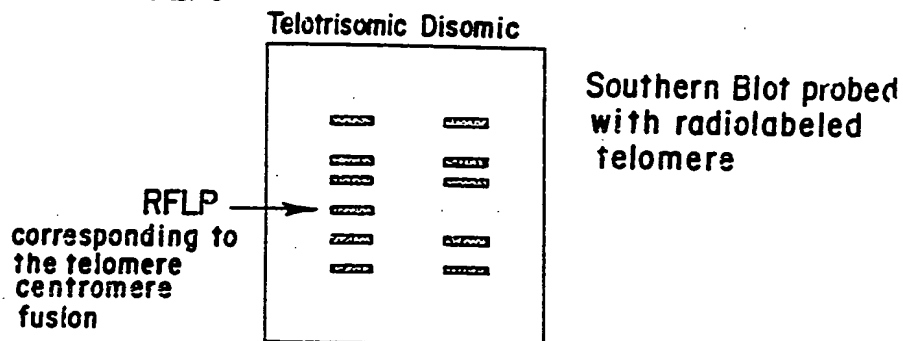 Telotrisomic Disomic
Southern Blot probed
with radiolabeled
telomere
RFLP
corresponding to
the telomere
centromere
fusion